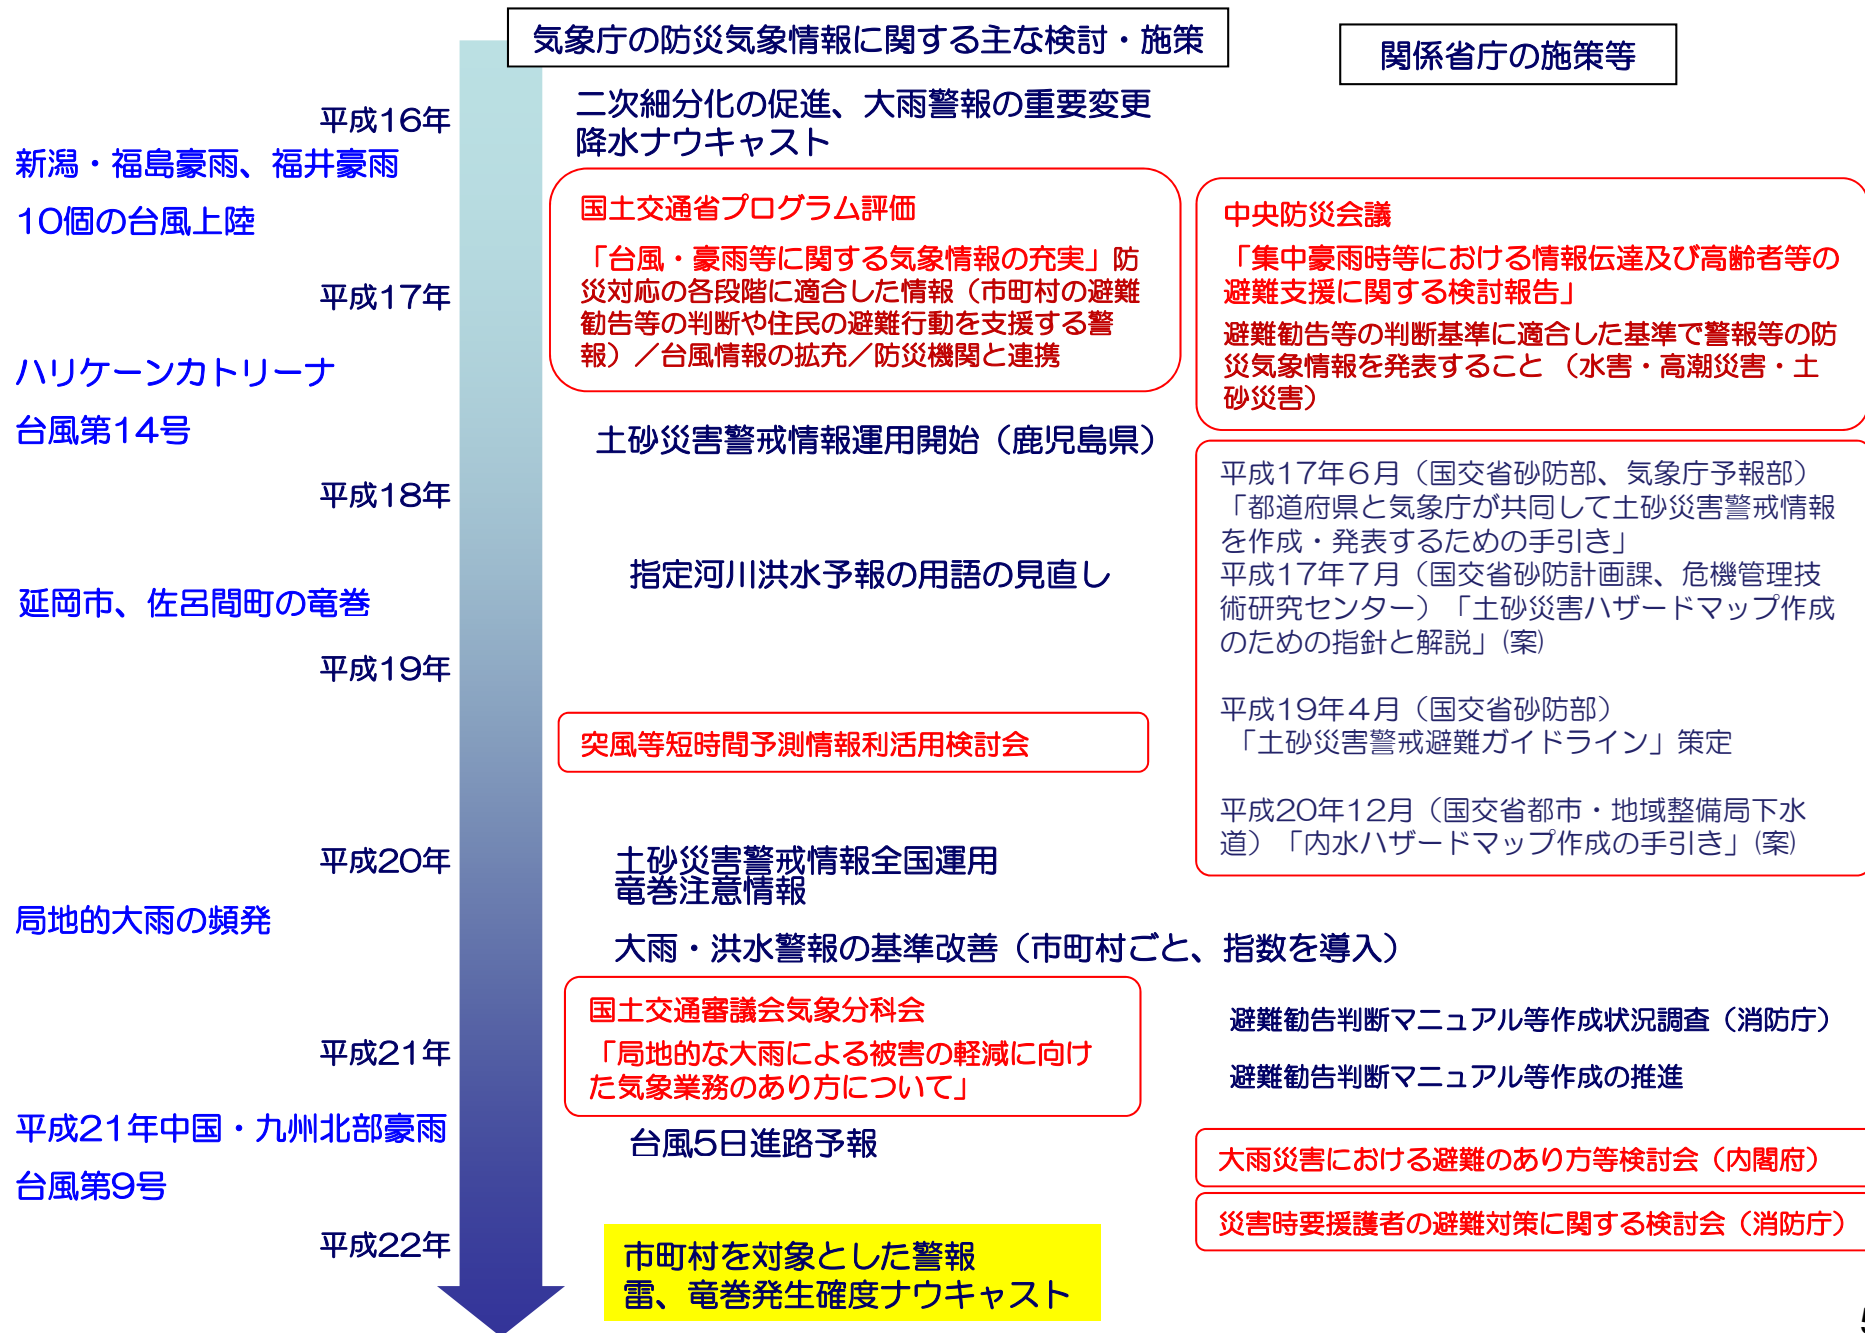 気象庁の防災気象情報に関する主な検討・施策
関係省庁の施策等
平成16年
新潟・福島豪雨、福井豪雨
10個の台風上陸
平成17年
ハリケーンカトリーナ
台風第14号
平成18年
延岡市、佐呂間町の竜巻
平成19年
平成20年
局地的大雨の頻発
平成21年
平成21年中国・九州北部豪雨
台風第9号
平成22年
二次細分化の促進、大雨警報の重要変更
降水ナウキャスト
国土交通省プログラム評価
「台風・豪雨等に関する気象情報の充実」防
災対応の各段階に適合した情報（市町村の避難
勧告等の判断や住民の避難行動を支援する警
報）／台風情報の拡充／防災機関と連携
土砂災害警戒情報運用開始（鹿児島県）
指定河川洪水予報の用語の見直し
突風等短時間予測情報利活用検討会
土砂災害警戒情報全国運用
竜巻注意情報
大雨・洪水警報の基準改善（市町村ごと、指数を導入）
国土交通審議会気象分科会
「局地的な大雨による被害の軽減に向け
た気象業務のあり方について」
台風5日進路予報
市町村を対象とした警報
雷、竜巻発生確度ナウキャスト
中央防災会議
「集中豪雨時等における情報伝達及び高齢者等の
避難支援に関する検討報告」
避難勧告等の判断基準に適合した基準で警報等の防
災気象情報を発表すること （水害・高潮災害・土
砂災害）
平成17年６月（国交省砂防部、気象庁予報部）
「都道府県と気象庁が共同して土砂災害警戒情報
を作成・発表するための手引き」
平成17年７月（国交省砂防計画課、危機管理技
術研究センター）「土砂災害ハザードマップ作成
のための指針と解説」(案)
平成19年４月（国交省砂防部）
「土砂災害警戒避難ガイドライン」策定
平成20年12月（国交省都市・地域整備局下水
道）「内水ハザードマップ作成の手引き」(案)
避難勧告判断マニュアル等作成状況調査（消防庁）
避難勧告判断マニュアル等作成の推進
大雨災害における避難のあり方等検討会（内閣府）
災害時要援護者の避難対策に関する検討会（消防庁）